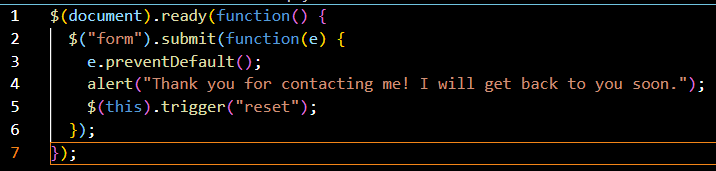 1 $(document).ready(function() {
2 $("form").submit(function(e) {
3 e.preventDefault();
4 alert("Thank you for contacting me! I will get back to you soon.");
5 $(this).trigger("reset");
6 });
7 });